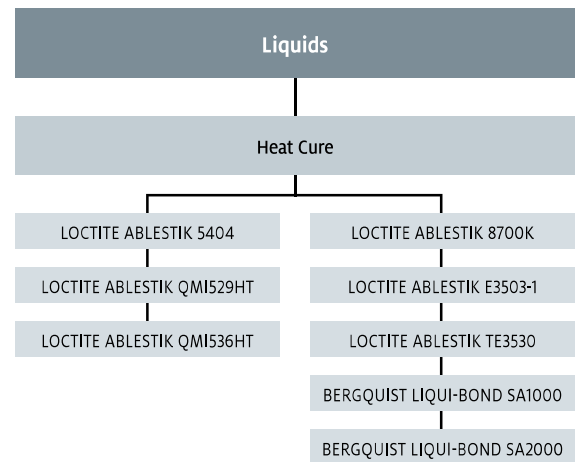 Liquids
Heat Cure
LOCTITE ABLESTIK 5404
LOCTITE ABLESTIK QMI529HT
LOCTITE ABLESTIK QMI536HT
LOCTITE ABLESTIK 8700K
LOCTITE ABLESTIK E3503-1
LOCTITE ABLESTIK TE3530
BERGQUIST LIQUI-BOND SA1000
BERGQUIST LIQUI-BOND SA2000